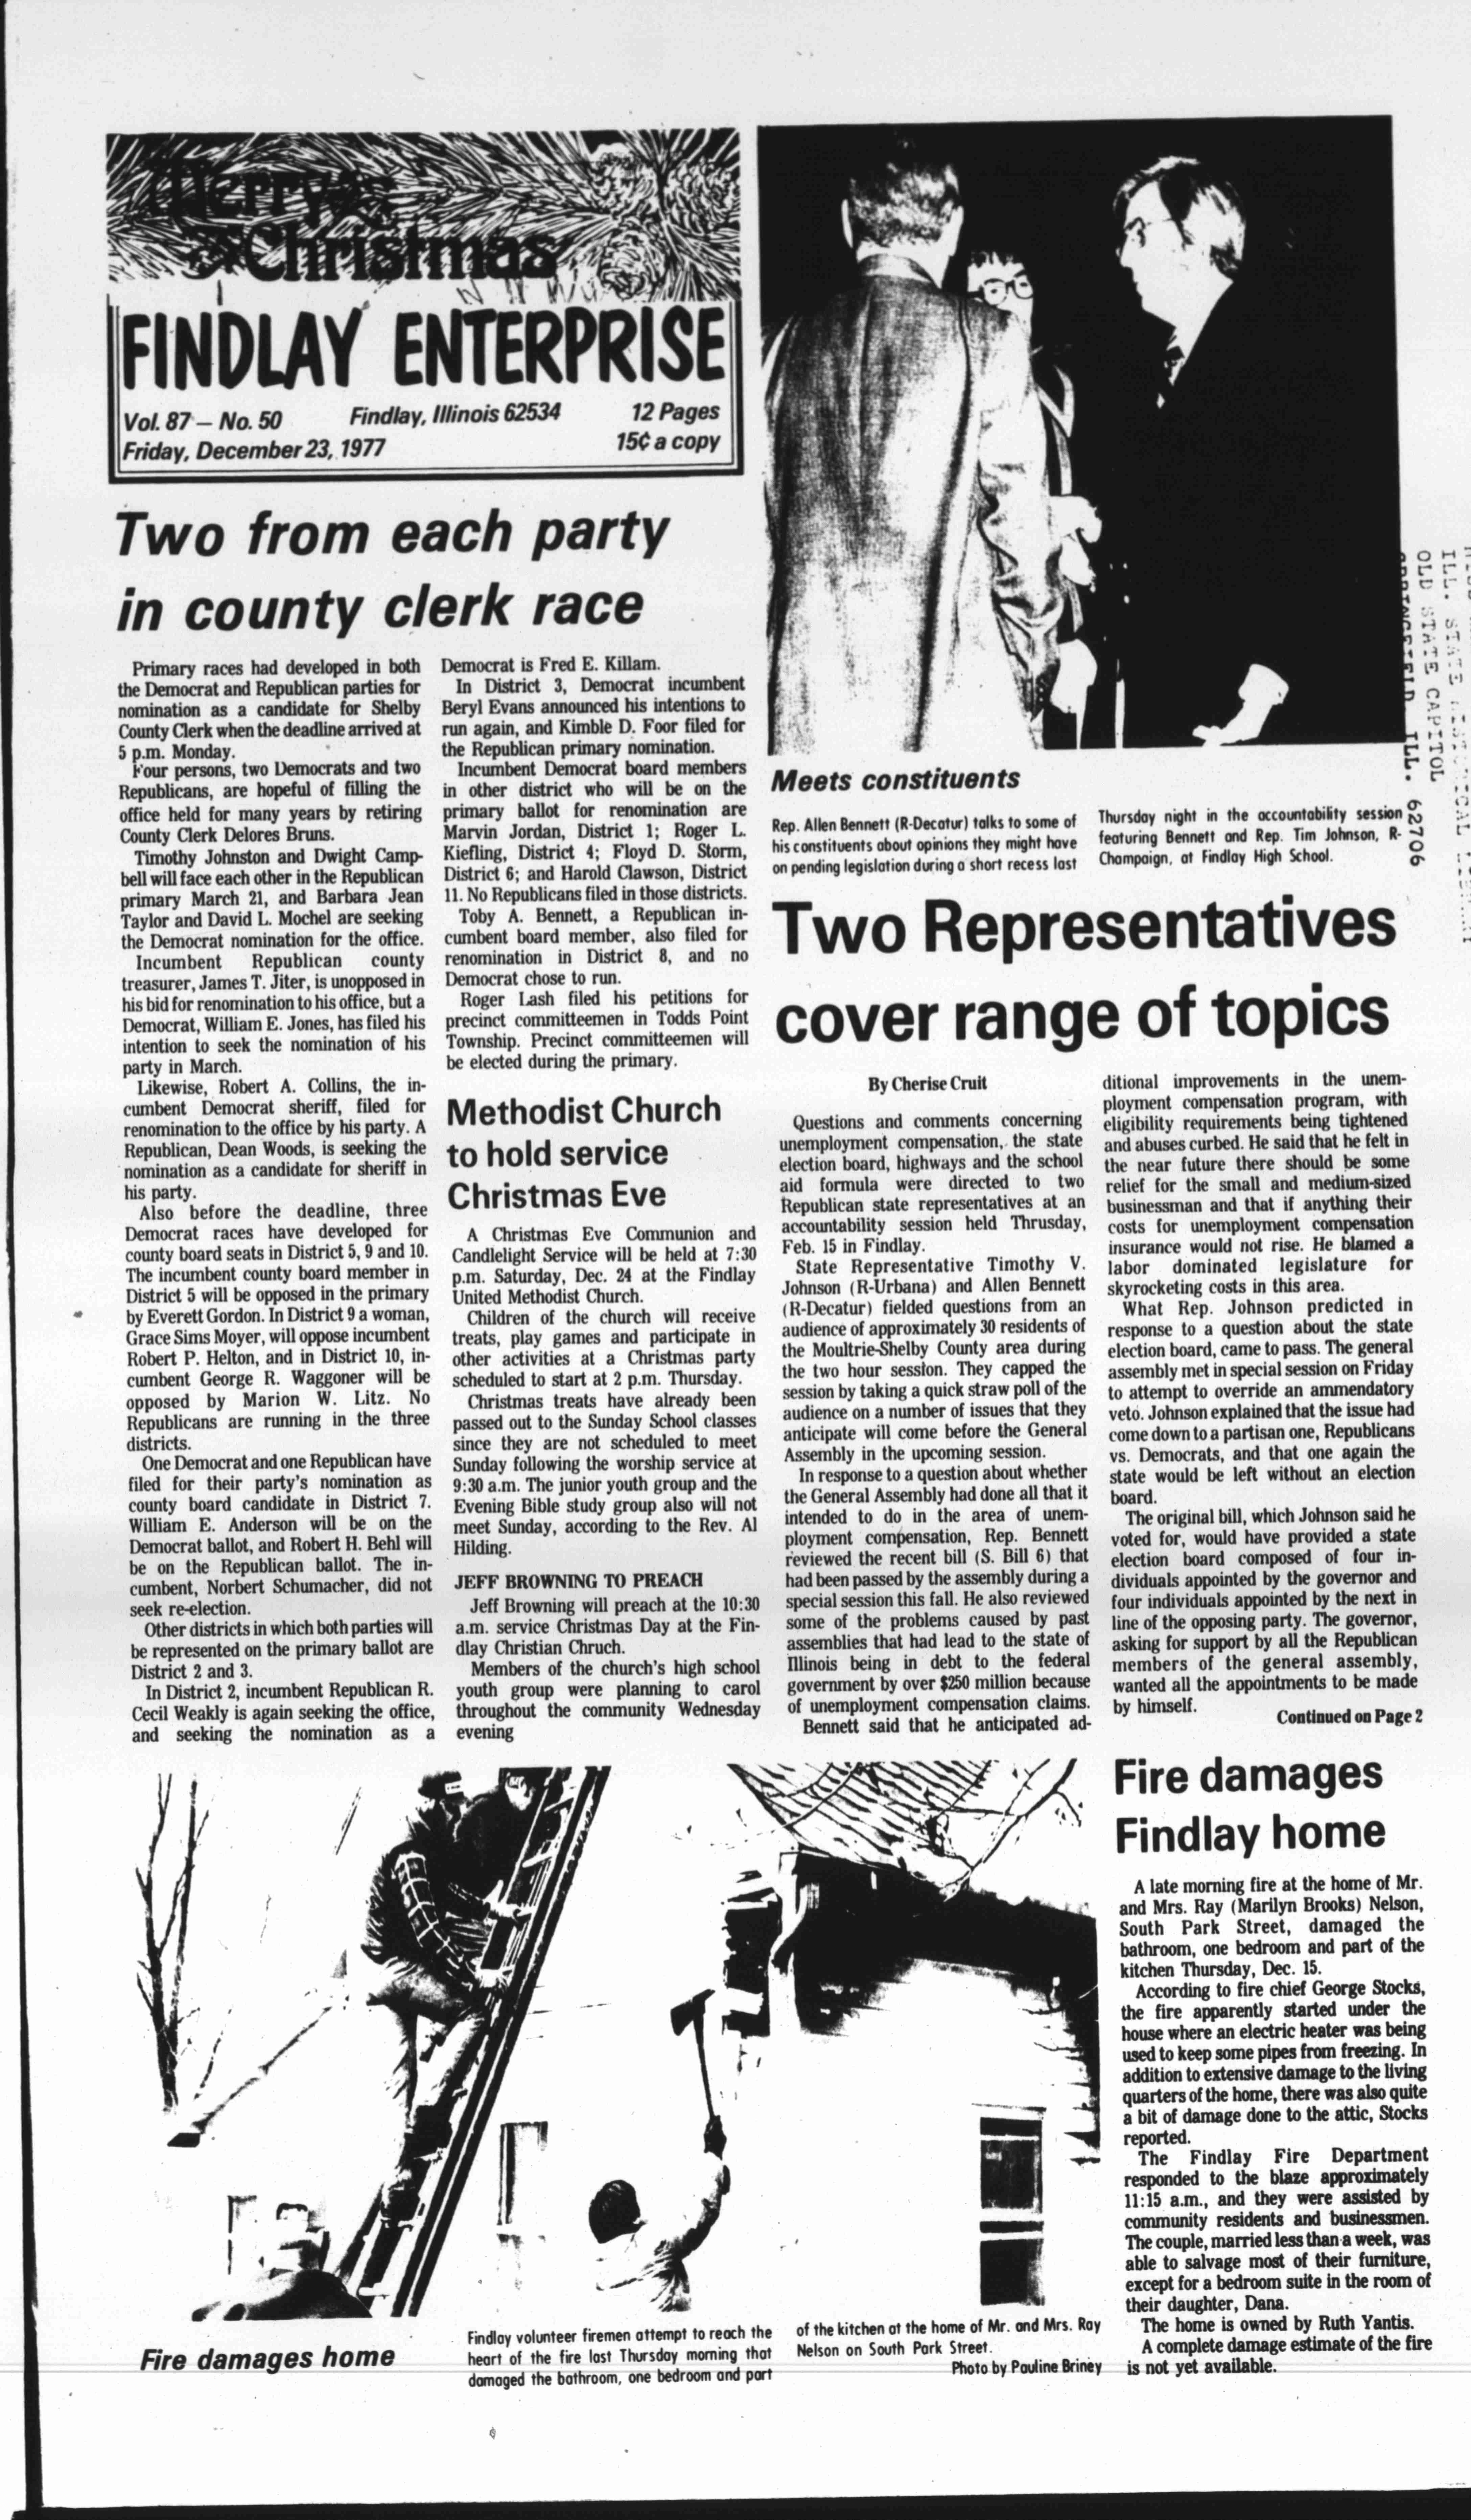 Merry
Christmas
FINDLAY ENTERPRISE
Vol. 87 — No. 50 Findlay, Illinois 62534 12 Pages
Friday, December 23, 1977 15¢ a copy
Two from each party
in county clerk race
Primary races had developed in both
the Democrat and Republican parties for
nomination as a candidate for Shelby
County Clerk when the deadline arrived at
5 p.m. Monday.
Four persons, two Democrats and two
Republicans, are hopeful of filling the
office held for many years by retiring
County Clerk Delores Bruns.
Timothy Johnston and Dwight Camp-
bell will face each other in the Republican
primary March 21, and Barbara Jean
Taylor and David L. Mochel are seeking
the Democrat nomination for the office.
Incumbent Republican county
treasurer, James T. Jiter, is unopposed in
his bid for renomination to his office, but a
Democrat, William E. Jones, has filed his
intention to seek the nomination of his
party in March.
Likewise, Robert A. Collins, the in-
cumbent Democrat sheriff, filed for
renomination to the office by his party. A
Republican, Dean Woods, is seeking the
nomination as a candidate for sheriff in
his party.
Also before the deadline, three
Democrat races have developed for
county board seats in District 5, 9 and 10.
The incumbent county board member in
District 5 will be opposed in the primary
by Everett Gordon. In District 9 a woman,
Grace Sims Moyer, will oppose incumbent
Robert P. Helton, and in District 10, in-
cumbent George R. Waggoner will be
opposed by Marion W. Litz. No
Republicans are running in the three
districts.
One Democrat and one Republican have
filed for their party's nomination as
county board candidate in District 7.
William E. Anderson will be on the
Democrat ballot, and Robert H. Behl will
be on the Republican ballot. The in-
cumbent, Norbert Schumacher, did not
seek re-election.
Other districts in which both parties will
be represented on the primary ballot are
District 2 and 3.
In District 2, incumbent Republican R.
Cecil Weakly is again seeking the office,
and seeking the nomination as a
Democrat is Fred E. Killam.
In District 3, Democrat incumbent
Beryl Evans announced his intentions to
run again, and Kimble D. Foor filed for
the Republican primary nomination.
Incumbent Democrat board members
in other district who will be on the
primary ballot for renomination are
Marvin Jordan, District 1; Roger L.
Kiefling, District 4; Floyd D. Storm,
District 6; and Harold Clawson, District
11. No Republicans filed in those districts.
Toby A. Bennett, a Republican in-
cumbent board member, also filed for
renomination in District 8, and no
Democrat chose to run.
Roger Lash filed his petitions for
precinct committeemen in Todds Point
Township. Precinct committeemen will
be elected during the primary.
Methodist Church
to hold service
Christmas Eve
A Christmas Eve Communion and
Candlelight Service will be held at 7:30
p.m. Saturday, Dec. 24 at the Findlay
United Methodist Church.
Children of the church will receive
treats, play games and participate in
other activities at a Christmas party
scheduled to start at 2 p.m. Thursday.
Christmas treats have already been
passed out to the Sunday School classes
since they are not scheduled to meet
Sunday following the worship service at
9:30 a.m. The junior youth group and the
Evening Bible study group also will not
meet Sunday, according to the Rev. Al
Hilding.
JEFF BROWNING TO PREACH
Jeff Browning will preach at the 10:30
a.m. service Christmas Day at the Fin-
dlay Christian Chruch.
Members of the church's high school
youth group were planning to carol
throughout the community Wednesday
evening
Meets constituents
Rep. Allen Bennett (R-Decatur) talks to some of
his constituents about opinions they might have
on pending legislation during a short recess last
Thursday night in the accountability session
featuring Bennett and Rep. Tim Johnson, R-
Champaign, at Findlay High School.
OLD STATE CAPITOL
SPRINGFIELD ILL. 62706
Two Representatives
cover range of topics
By Cherise Cruit
Questions and comments concerning
unemployment compensation, the state
election board, highways and the school
aid formula were directed to two
Republican state representatives at an
accountability session held Thrusday,
Feb. 15 in Findlay.
State Representative Timothy V.
Johnson (R-Urbana) and Allen Bennett
(R-Decatur) fielded questions from an
audience of approximately 30 residents of
the Moultrie-Shelby County area during
the two hour session. They capped the
session by taking a quick straw poll of the
audience on a number of issues that they
anticipate will come before the General
Assembly in the upcoming session.
In response to a question about whether
the General Assembly had done all that it
intended to do in the area of unem-
ployment compensation, Rep. Bennett
reviewed the recent bill (S. Bill 6) that
had been passed by the assembly during a
special session this fall. He also reviewed
some of the problems caused by past
assemblies that had lead to the state of
Illinois being in debt to the federal
government by over $250 million because
of unemployment compensation claims.
Bennett said that he anticipated ad-
ditional improvements in the unem-
ployment compensation program, with
eligibility requirements being tightened
and abuses curbed. He said that he felt in
the near future there should be some
relief for the small and medium-sized
businessman and that if anything their
costs for unemployment compensation
insurance would not rise. He blamed a
labor dominated legislature for
skyrocketing costs in this area.
What Rep. Johnson predicted in
response to a question about the state
election board, came to pass. The general
assembly met in special session on Friday
to attempt to override an ammendatory
veto. Johnson explained that the issue had
come down to a partisan one, Republicans
vs. Democrats, and that one again the
state would be left without an election
board.
The original bill, which Johnson said he
voted for, would have provided a state
election board composed of four in-
dividuals appointed by the governor and
four individuals appointed by the next in
line of the opposing party. The governor,
asking for support by all the Republican
members of the general assembly,
wanted all the appointments to be made
by himself.
Continued on Page 2
Fire damages
Findlay home
A late morning fire at the home of Mr.
and Mrs. Ray (Marilyn Brooks) Nelson,
South Park Street, damaged the
bathroom, one bedroom and part of the
kitchen Thursday, Dec. 15.
According to fire chief George Stocks,
the fire apparently started under the
house where an electric heater was being
used to keep some pipes from freezing. In
addition to extensive damage to the living
quarters of the home, there was also quite
a bit of damage done to the attic, Stocks
reported.
The Findlay Fire Department
responded to the blaze approximately
11:15 a.m., and they were assisted by
community residents and businessmen.
The couple, married less than a week, was
able to salvage most of their furniture,
except for a bedroom suite in the room of
their daughter, Dana.
The home is owned by Ruth Yantis.
A complete damage estimate of the fire
is not yet available.
Fire damages home
Findlay volunteer firemen attempt to reach the
heart of the fire last Thursday morning that
damaged the bathroom, one bedroom and part
of the kitchen at the home of Mr. and Mrs. Ray
Nelson on South Park Street.
Photo by Pauline Briney